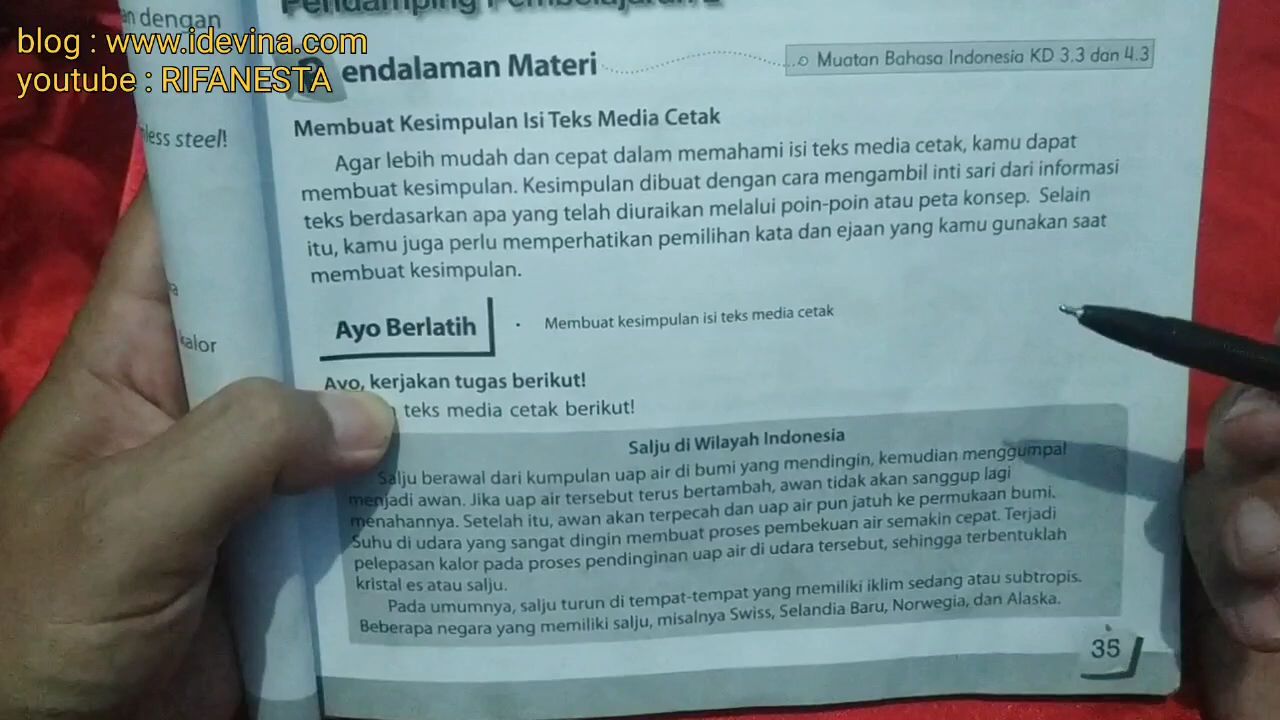 an dengan
blog : www.idevina.com
youtube : RIFANESTA
less steel!
kalor
Pendamping Pembelajaran 2
Pendalaman Materi
Muatan Bahasa Indonesia KD 3.3 dan 4.3
Membuat Kesimpulan Isi Teks Media Cetak
Agar lebih mudah dan cepat dalam memahami isi teks media cetak, kamu dapat
membuat kesimpulan. Kesimpulan dibuat dengan cara mengambil inti sari dari informasi
teks berdasarkan apa yang telah diuraikan melalui poin-poin atau peta konsep. Selain
itu, kamu juga perlu memperhatikan pemilihan kata dan ejaan yang kamu gunakan saat
membuat kesimpulan.
Ayo Berlatih
• Membuat kesimpulan isi teks media cetak
Ayo, kerjakan tugas berikut!
teks media cetak berikut!
Salju di Wilayah Indonesia
Salju berawal dari kumpulan uap air di bumi yang mendingin, kemudian menggumpal
menjadi awan. Jika uap air tersebut terus bertambah, awan tidak akan sanggup lagi
menahannya. Setelah itu, awan akan terpecah dan uap air pun jatuh ke permukaan bumi.
Suhu di udara yang sangat dingin membuat proses pembekuan air semakin cepat. Terjadi
pelepasan kalor pada proses pendinginan uap air di udara tersebut, sehingga terbentuklah
kristal es atau salju.
Pada umumnya, salju turun di tempat-tempat yang memiliki iklim sedang atau subtropis.
Beberapa negara yang memiliki salju, misalnya Swiss, Selandia Baru, Norwegia, dan Alaska.
35